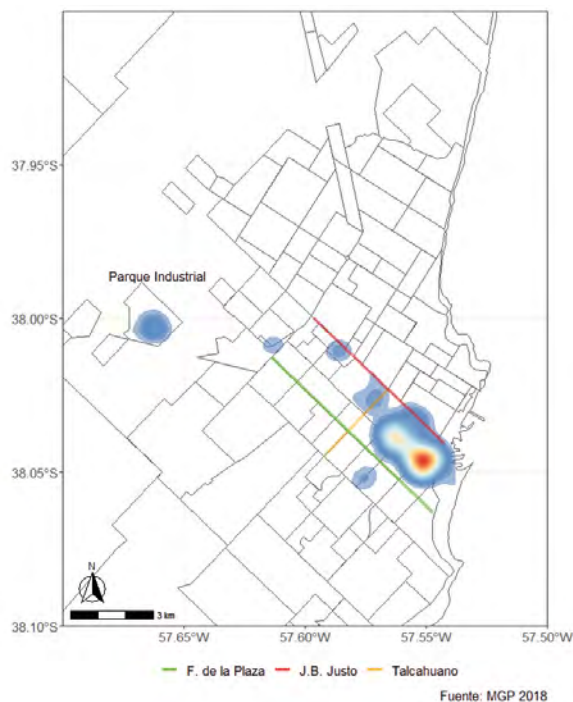 37.95°S
Parque Industrial
38.00°S
38.05°S
N
3 km
38.10°S
57.65°W 57.60°W 57.55°W 57.50°W
F. de la Plaza J.B. Justo Talcahuano
Fuente: MGP 2018